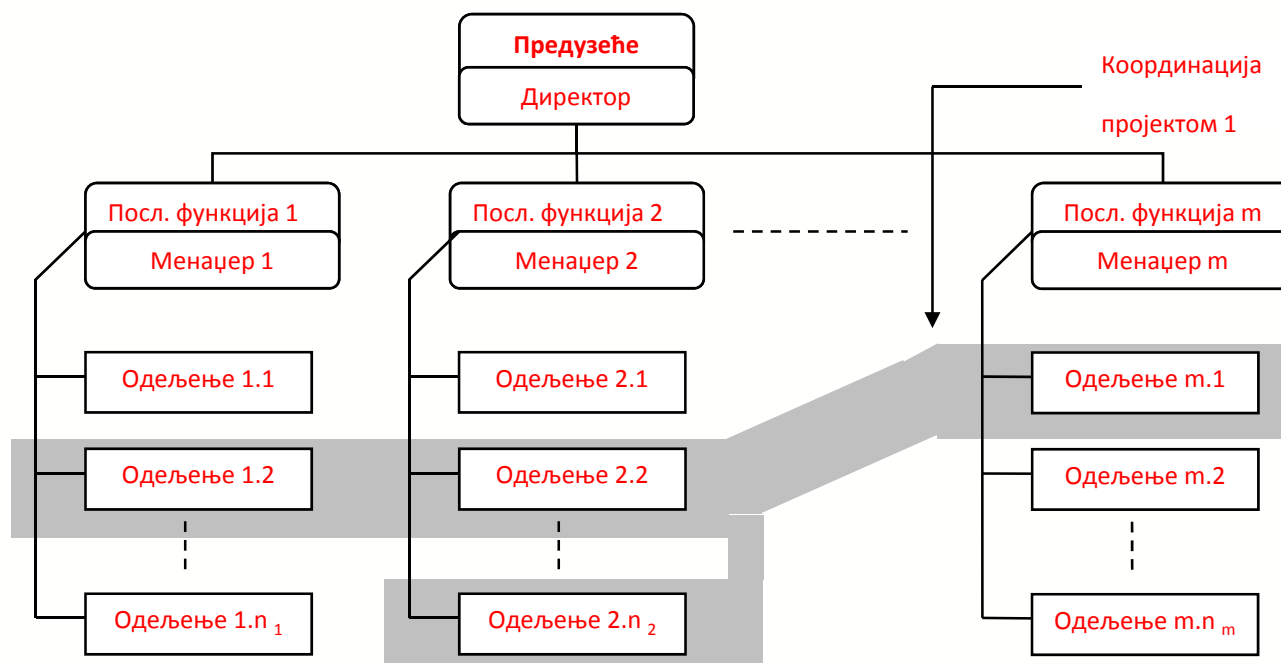 Предузеће
Директор
Координација
пројектом 1
Посл. функција 1
Менаџер 1
Посл. функција 2
Менаџер 2
Посл. функција m
Менаџер m
Одељење 1.1
Одељење 2.1
Одељење m.1
Одељење 1.2
Одељење 2.2
Одељење m.2
Одељење 1.n 1
Одељење 2.n 2
Одељење m.n m